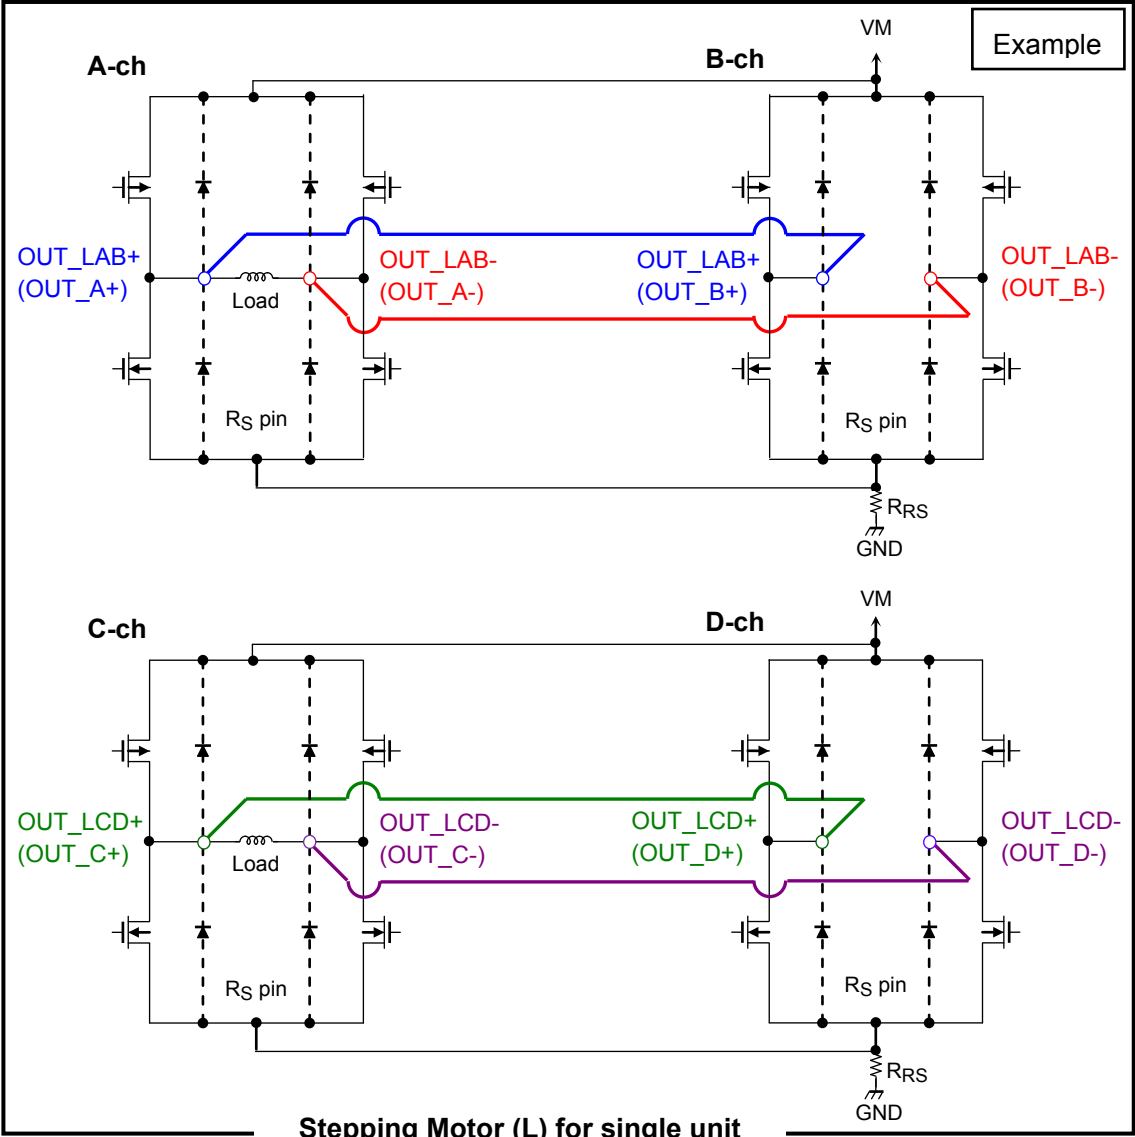 Example
VM
A-ch
B-ch
OUT_LAB+
(OUT_A+)
Load
OUT_LAB-
(OUT_A-)
OUT_LAB+
(OUT_B+)
OUT_LAB-
(OUT_B-)
RS pin
RS pin
RRS
GND
VM
C-ch
D-ch
OUT_LCD+
(OUT_C+)
Load
OUT_LCD-
(OUT_C-)
OUT_LCD+
(OUT_D+)
OUT_LCD-
(OUT_D-)
RS pin
RS pin
RRS
GND
Stepping Motor (L) for single unit